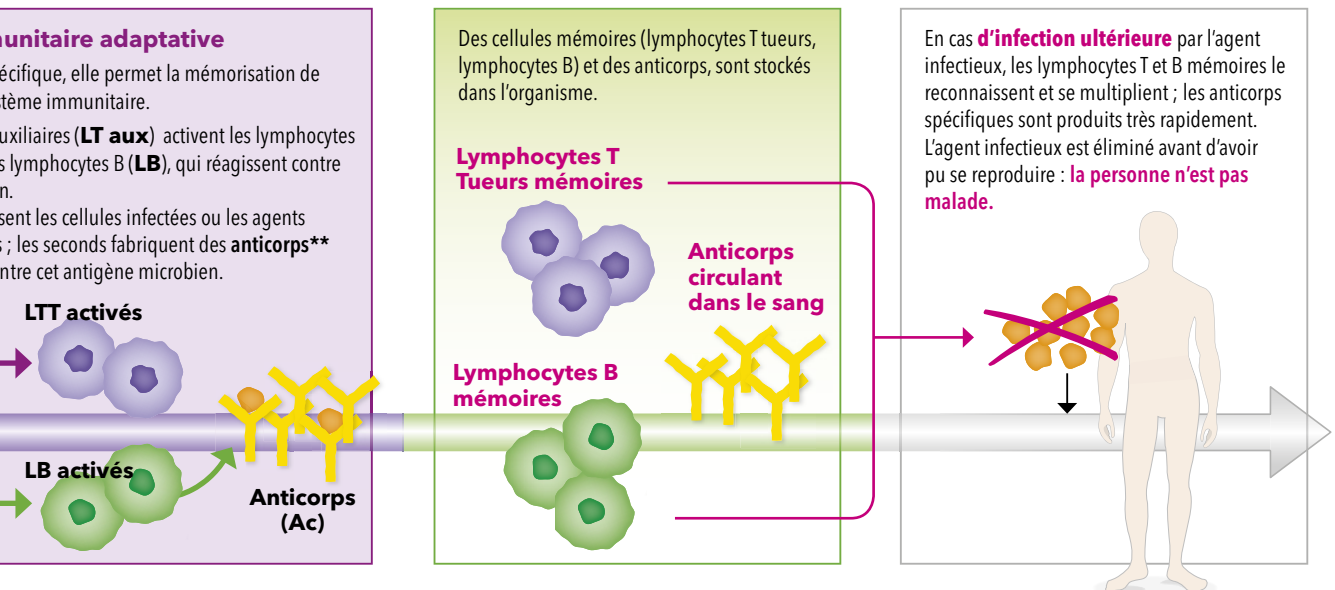 unitaire adaptative
écifique, elle permet la mémorisation de
stème immunitaire.
uxiliaires (LT aux) activent les lymphocytes
s lymphocytes B (LB), qui réagissent contre
n.
sent les cellules infectées ou les agents
s ; les seconds fabriquent des anticorps**
ntre cet antigène microbien.
LTT activés
LB activés
Anticorps
(Ac)
Des cellules mémoires (lymphocytes T tueurs,
lymphocytes B) et des anticorps, sont stockés
dans l'organisme.
Lymphocytes T
Tueurs mémoires
Anticorps
circulant
dans le sang
Lymphocytes B
mémoires
En cas d'infection ultérieure par l'agent
infectieux, les lymphocytes T et B mémoires le
reconnaissent et se multiplient ; les anticorps
spécifiques sont produits très rapidement.
L'agent infectieux est éliminé avant d'avoir
pu se reproduire : la personne n'est pas
malade.